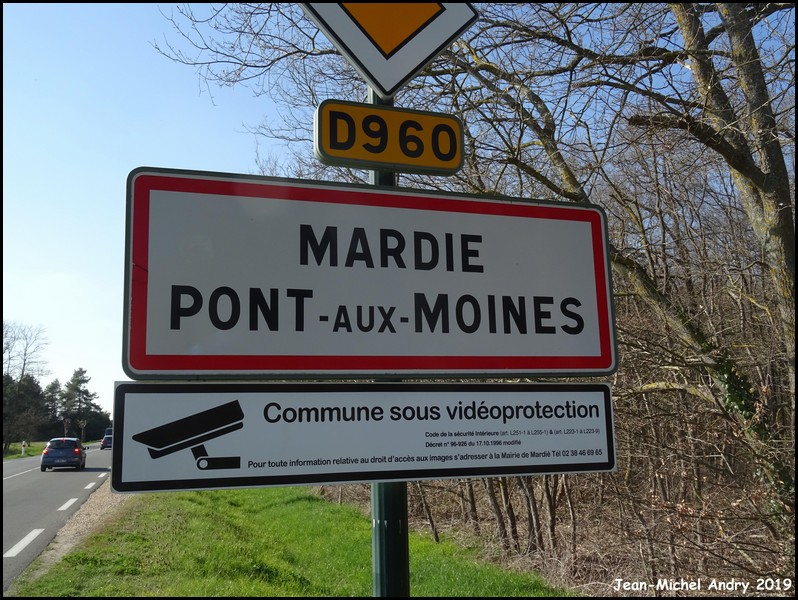 D960
MARDIE
PONT-AUX-MOINES
Commune sous vidéoprotection
Code de la sécurité intérieure (art. L251-1 à L255-1) & (art. L223-1 à L223-9)
Décret n° 96-926 du 17.10.1996 modifié
Pour toute information relative au droit d'accès aux images s'adresser à la Mairie de Mardié Tél 02 38 46 69 65
Jean-Michel Andry 2019